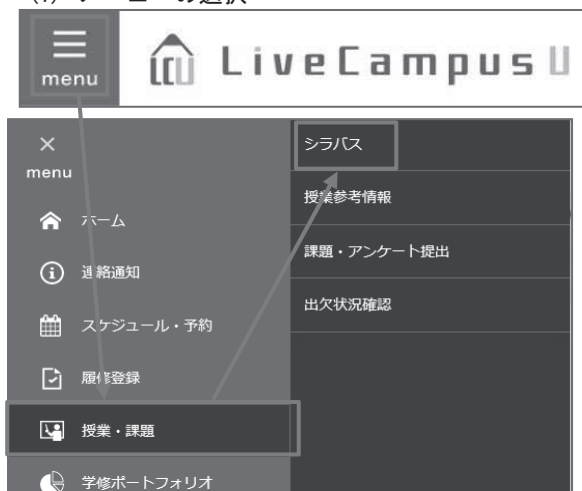 メニューの選択
menu
LiveCampusU
menu
ホーム
連絡通知
スケジュール・予約
履修登録
授業・課題
学修ポートフォリオ
シラバス
授業参考情報
課題・アンケート提出
出欠状況確認